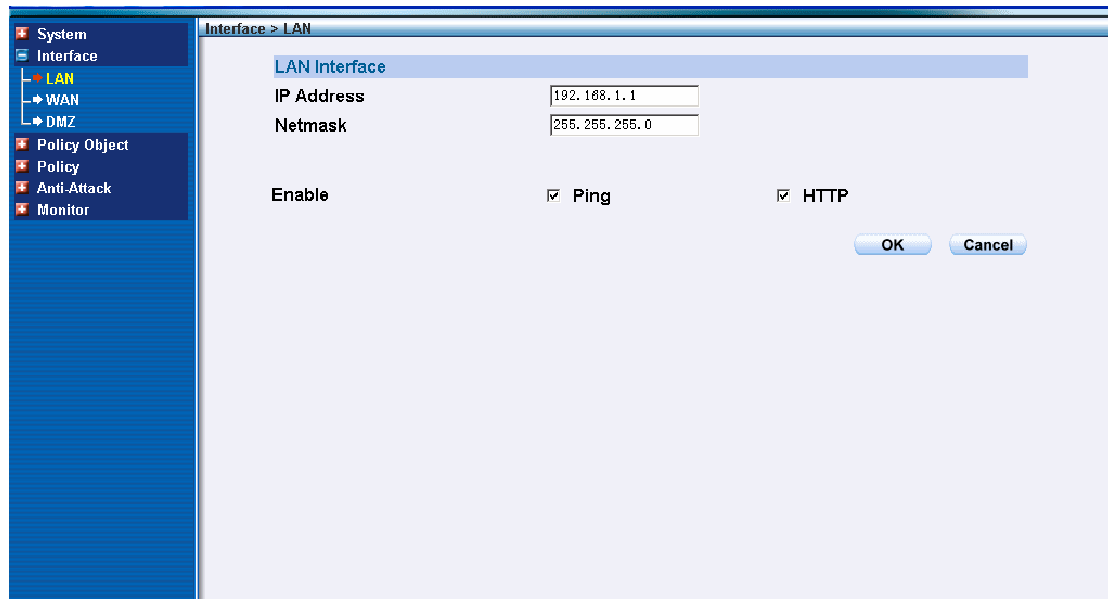 System
Interface
LAN
WAN
DMZ
Policy Object
Policy
Anti-Attack
Monitor
Interface > LAN
LAN Interface
IP Address 192.168.1.1
Netmask 255.255.255.0
Enable Ping HTTP
OK Cancel